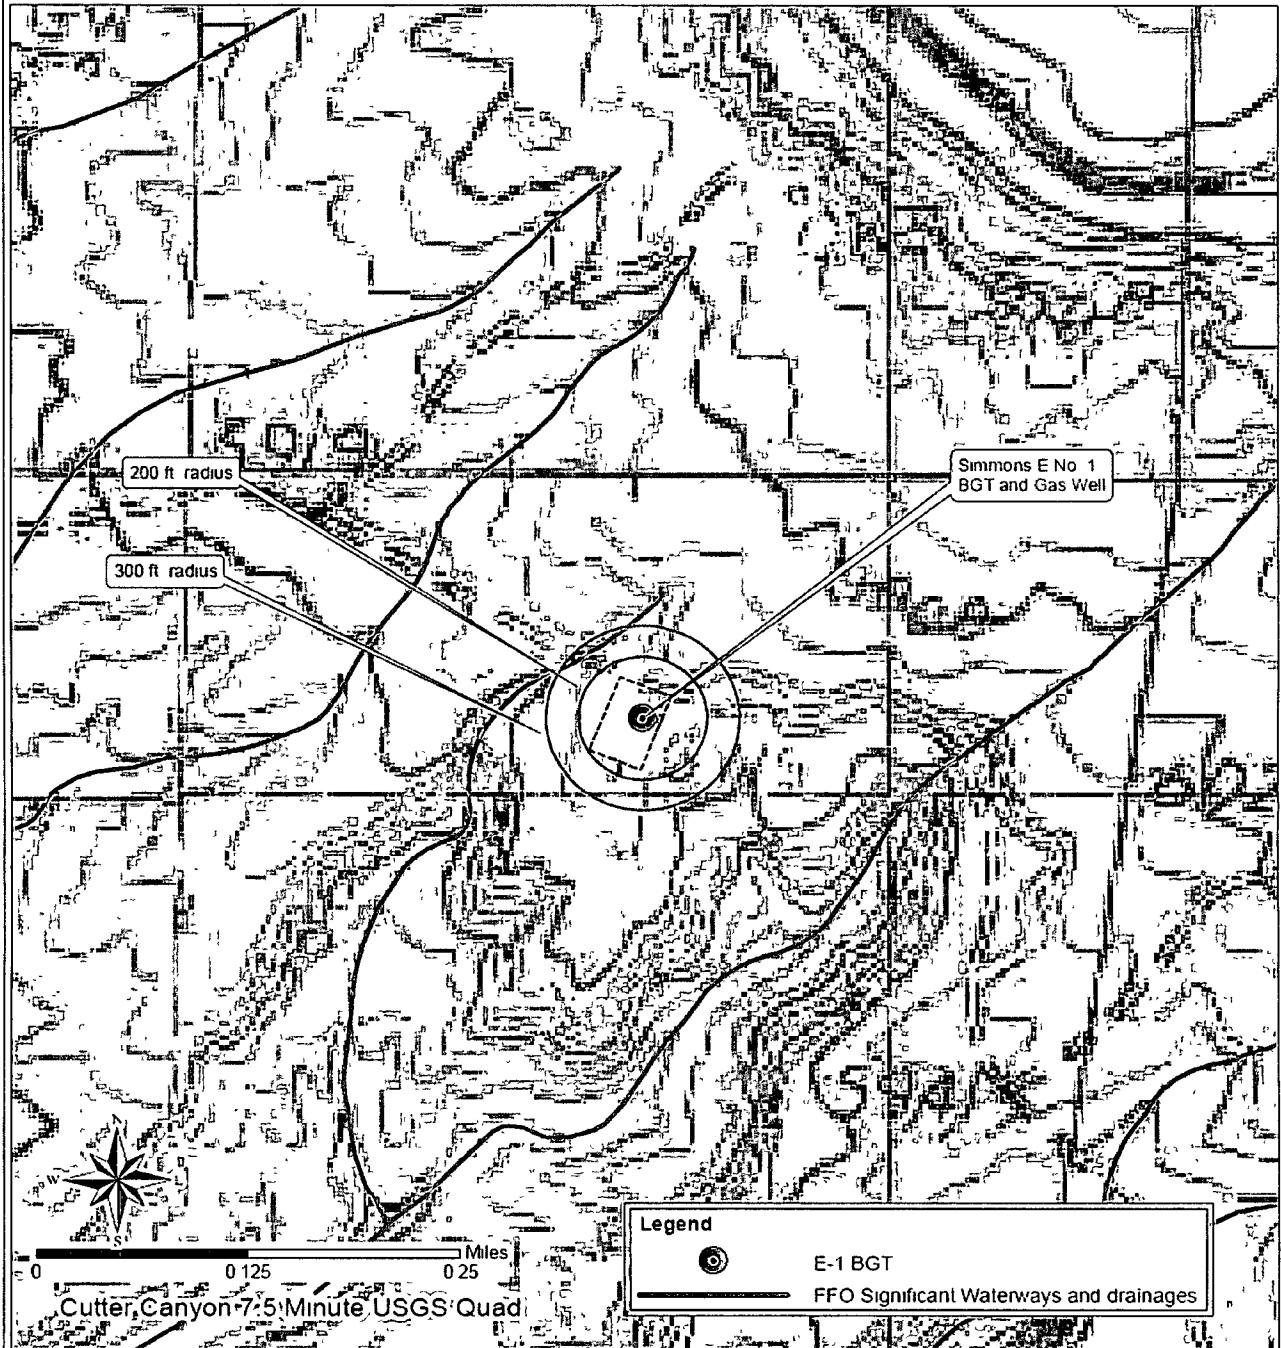 200 ft radius
Simmons E No 1
BGT and Gas Well
300 ft radius
N
W
S
Miles
0 0 125 0 25
Cutter Canyon 7.5 Minute USGS Quad
Legend
E-1 BGT
FFO Significant Waterways and drainages